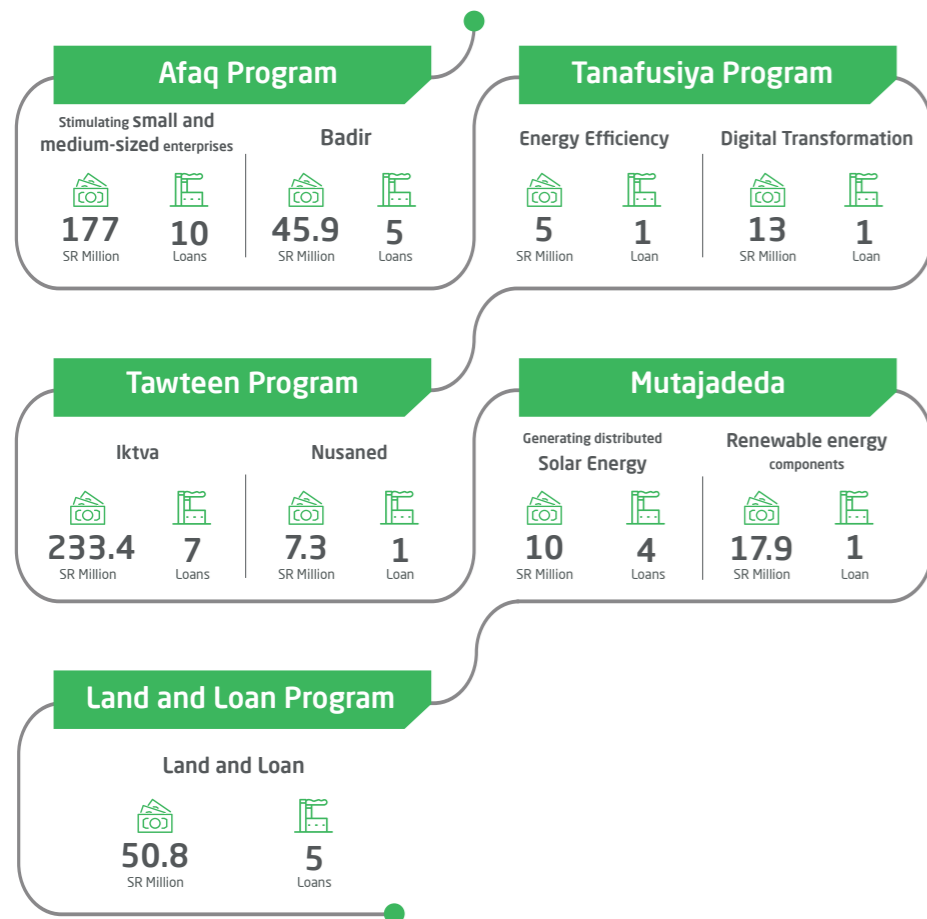 Afaq Program
Stimulating small and
medium-sized enterprises
177
SR Million
10
Loans
Badir
45.9
SR Million
5
Loans
Tanafusiya Program
Energy Efficiency
5
SR Million
1
Loan
Digital Transformation
13
SR Million
1
Loan
Tawteen Program
Iktva
233.4
SR Million
7
Loans
Nusaned
7.3
SR Million
1
Loan
Mutajadeda
Generating distributed
Solar Energy
10
SR Million
4
Loans
Renewable energy
components
17.9
SR Million
1
Loan
Land and Loan Program
Land and Loan
50.8
SR Million
5
Loans